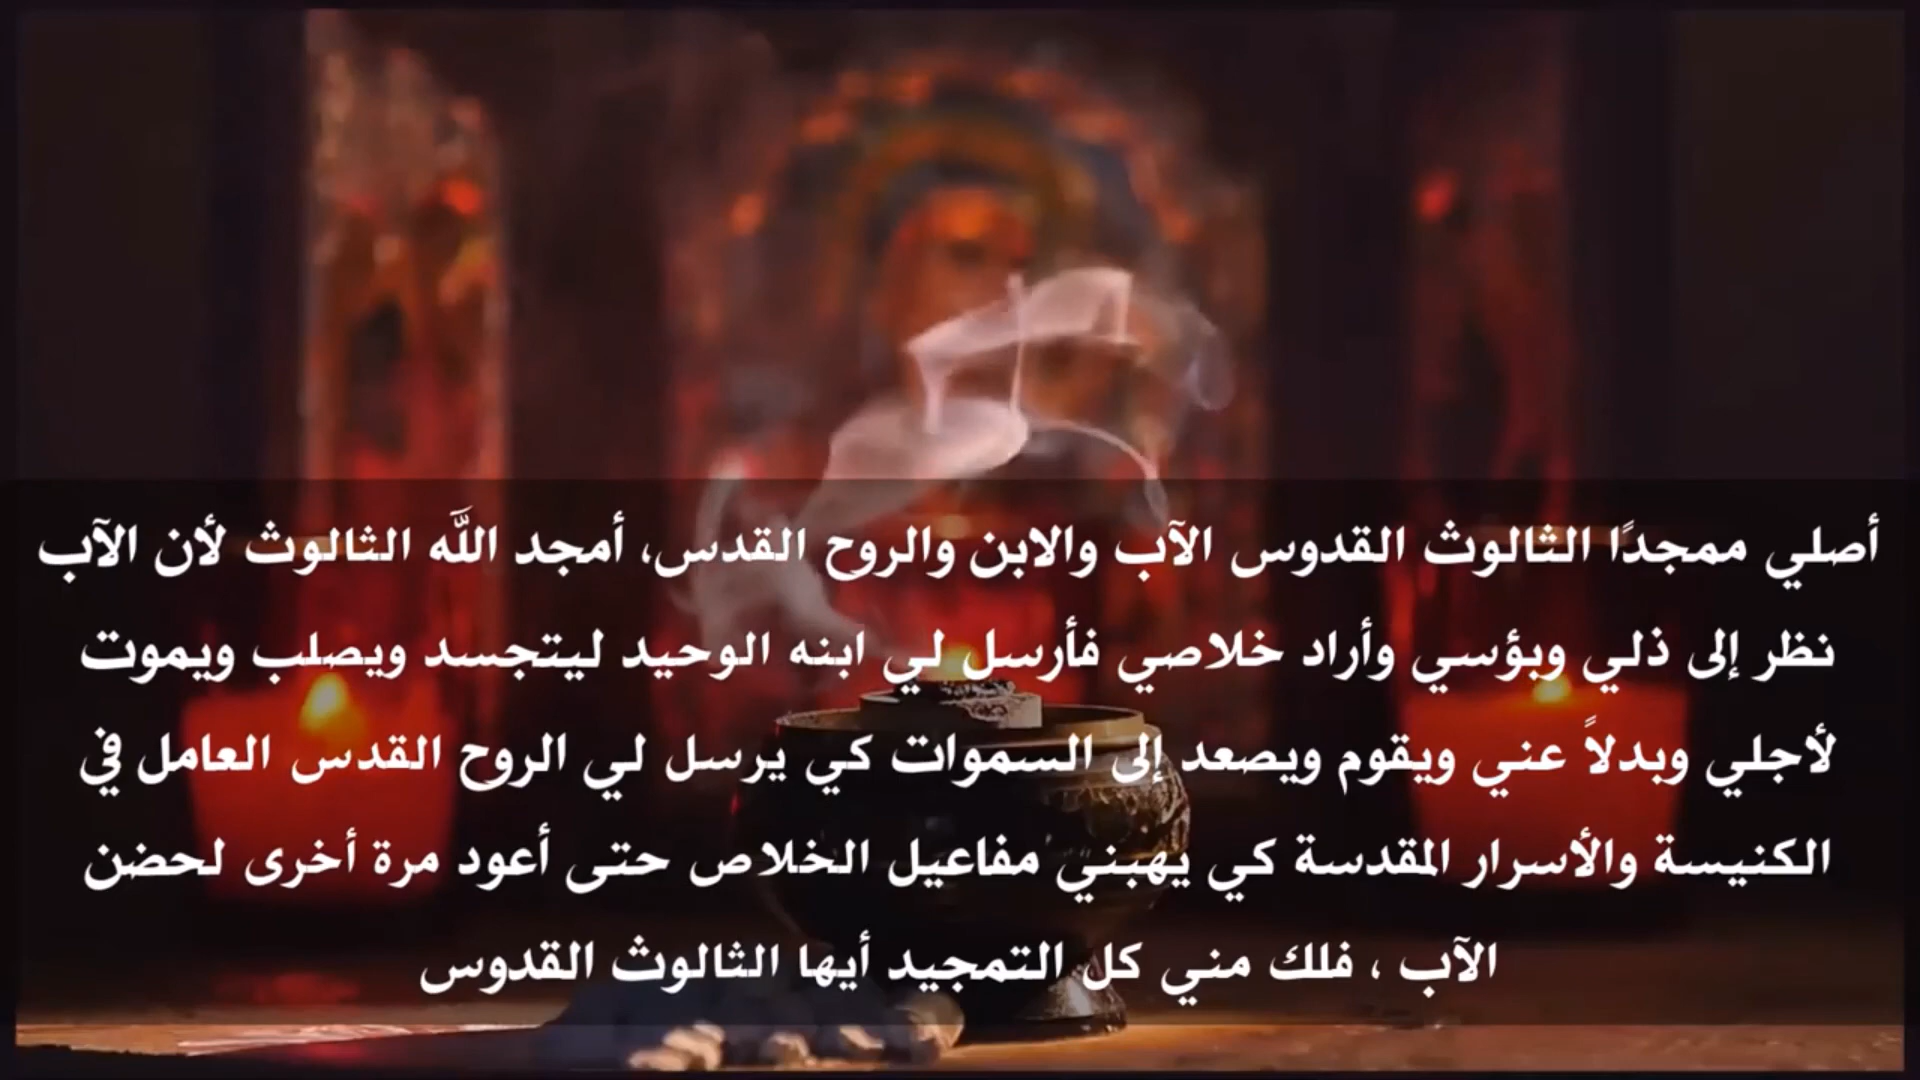 أصلي ممجدًا الثالوث القدوس الآب والابن والروح القدس، أمجد اللَّه الثالوث لأن الآب
نظر إلى ذلي وبؤسي وأراد خلاصي فأرسل لي ابنه الوحيد ليتجسد ويصلب ويموت
لأجلي وبدلاً عني ويقوم ويصعد إلى السموات كي يرسل لي الروح القدس العامل في
الكنيسة والأسرار المقدسة كي يهبني مفاعيل الخلاص حتى أعود مرة أخرى لحضن
الآب ، فلك مني كل التمجيد أيها الثالوث القدوس